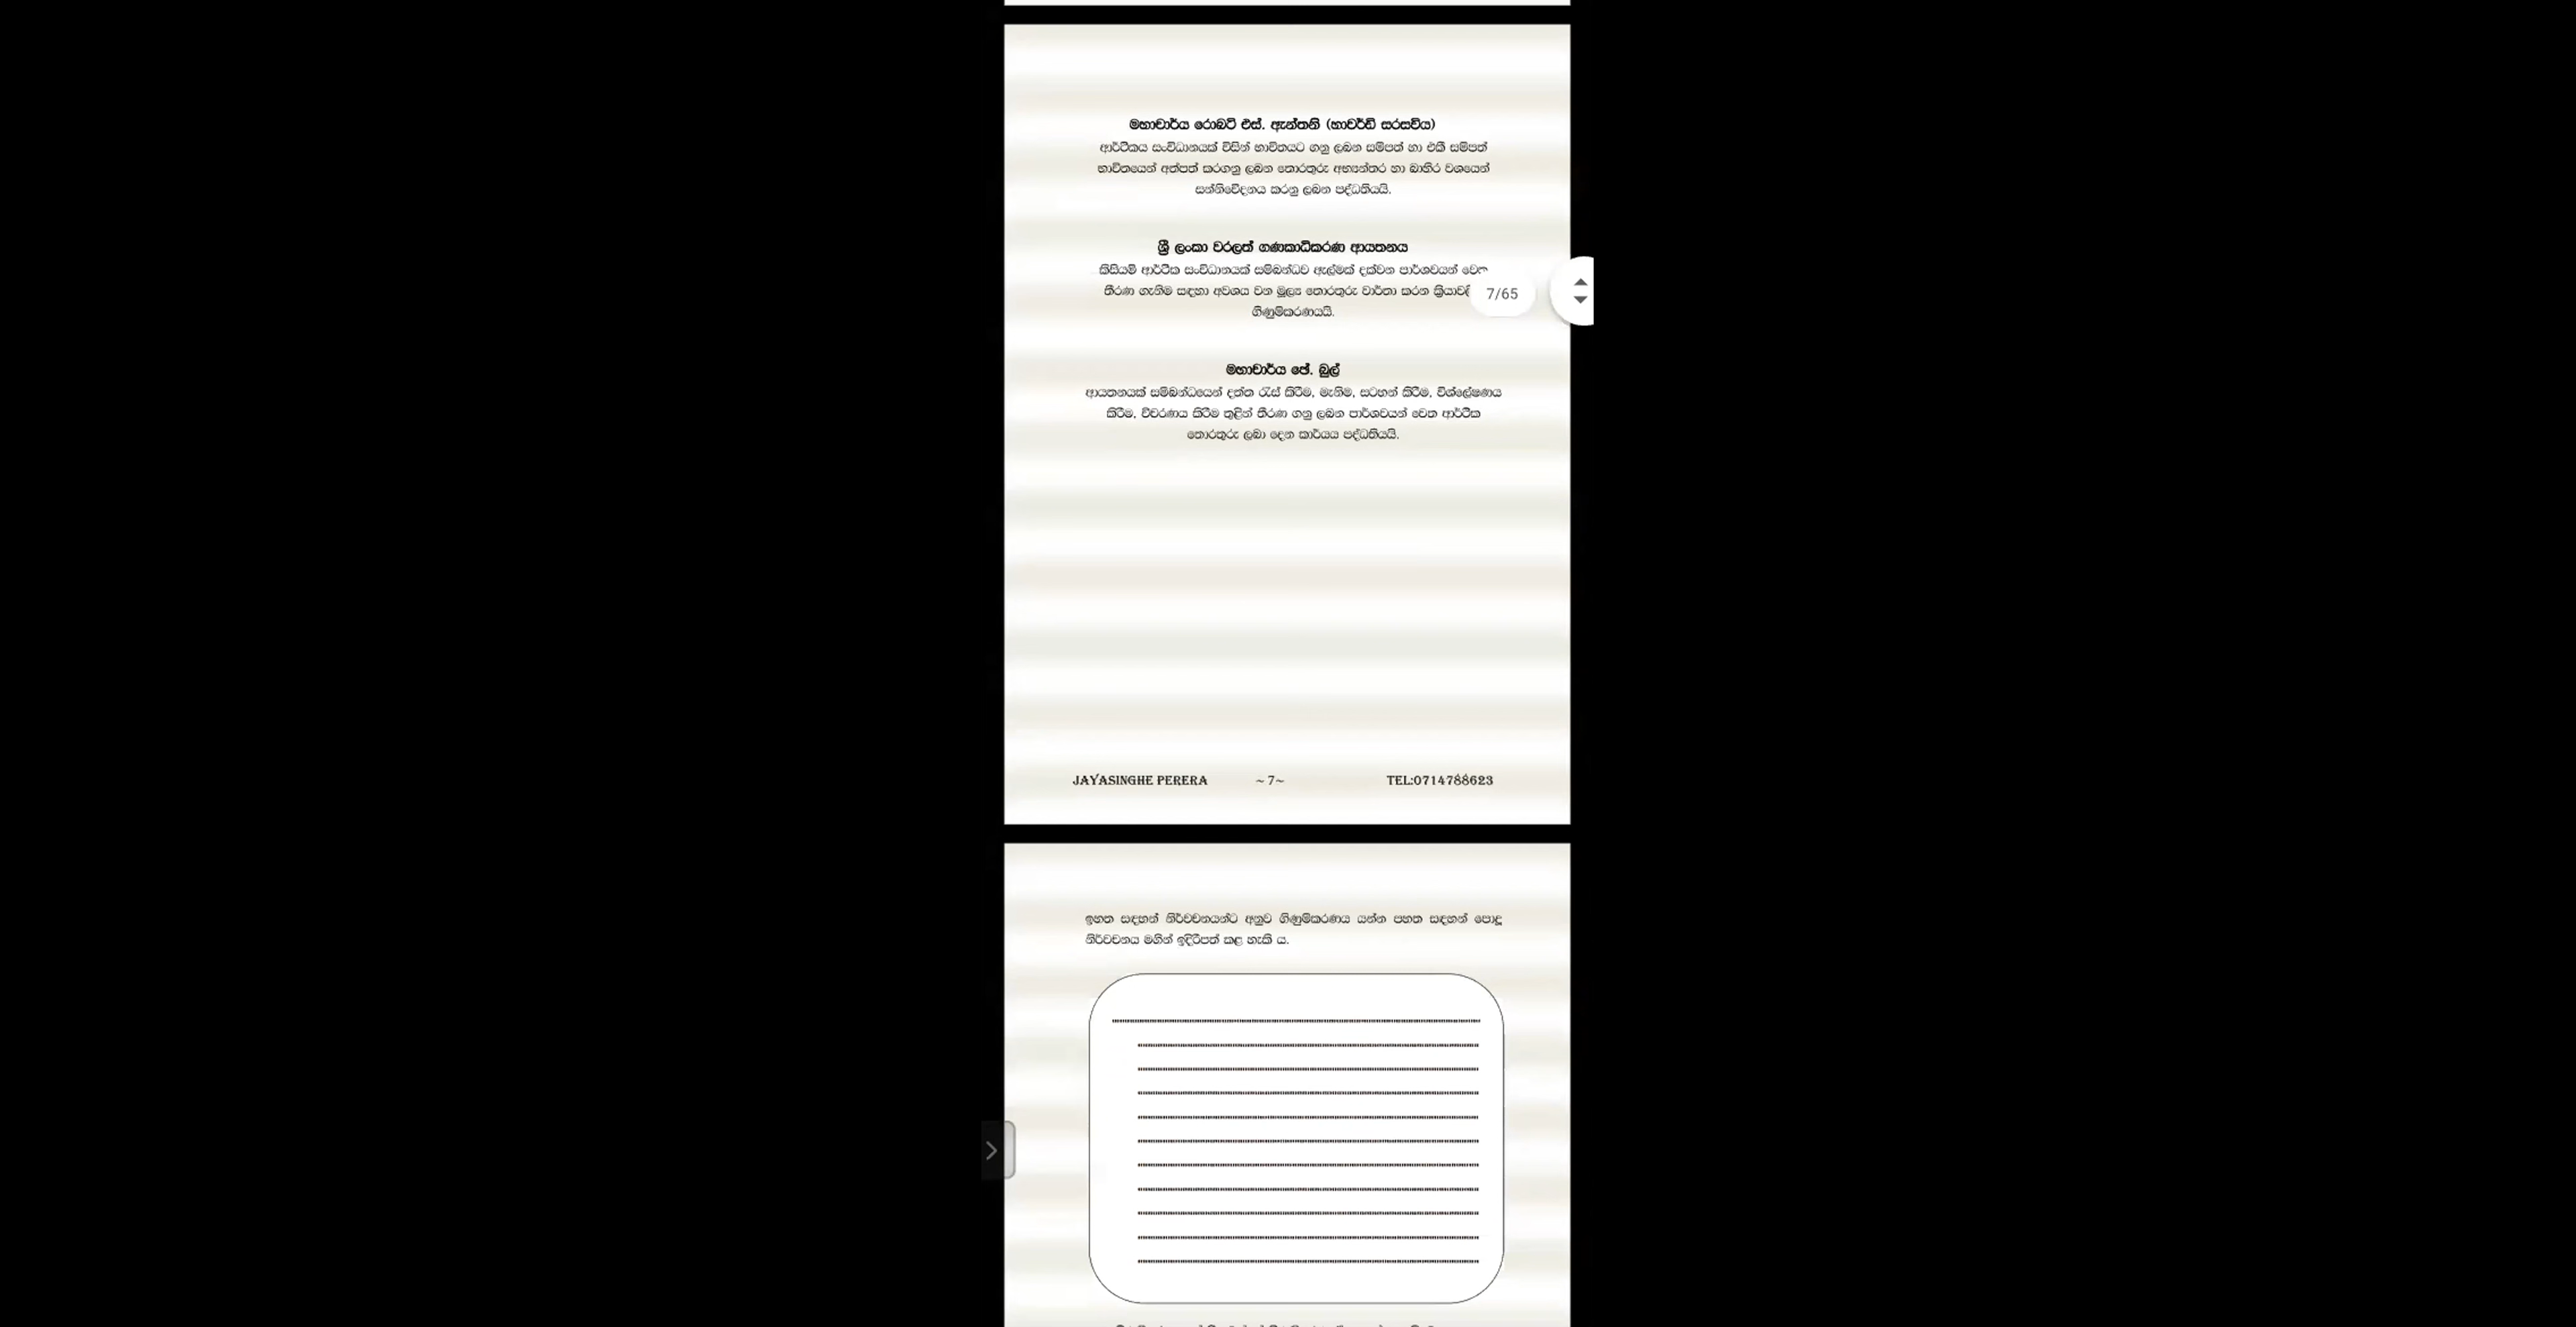 මහාචාර්ය රොබට් එස්. ඇන්තනි (හාවර්ඩ් සරසවිය)
ආර්ථිකය සංවිධානයක් විසින් භාවිතයට ගනු ලබන සම්පත් හා එකී සම්පත්
භාවිතයෙන් අත්පත් කරගනු ලබන තොරතුරු අභ්‍යන්තර හා බාහිර වශයෙන්
සන්නිවේදනය කරනු ලබන පද්ධතියයි.
ශ්‍රී ලංකා වරලත් ගණකාධිකරණ ආයතනය
කිසියම් ආර්ථික සංවිධානයක් සම්බන්ධව ඇල්මක් දක්වන පාර්ශවයන්
තීරණ ගැනීම සඳහා අවශ්‍ය වන මූල්‍ය තොරතුරු වාර්තා කරන
7/65
ගිණුම්කරණයයි.
මහාචාර්ය ජේ. බුල්
ආයතනයක් සම්බන්ධයෙන් දත්ත රැස් කිරීම, මැනීම, සටහන් කිරීම, විශ්ලේෂණය
කිරීම, විවරණය කිරීම තුළින් තීරණ ගනු ලබන පාර්ශවයන් වෙත ආර්ථික
තොරතුරු ලබා දෙන කාර්යය පද්ධතියයි.
JAYASINGHE PERERA ~ 7 ~ TEL:0714788623
ඉහත සඳහන් නිර්වචනයන්ට අනුව ගිණුම්කරණය යන්න පහත සඳහන් පොදු
නිර්වචනය මගින් ඉදිරිපත් කළ හැකි ය.